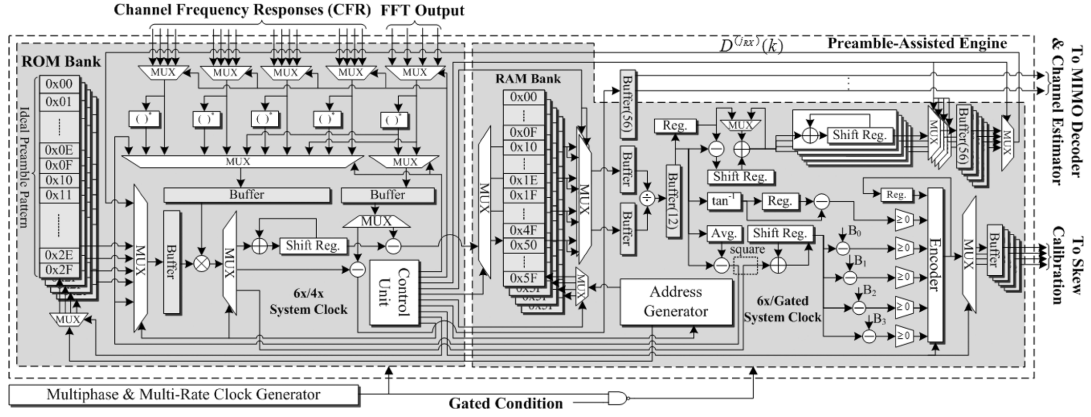 Channel Frequency Responses (CFR) FFT Output
D^(j_RX)(k)
Preamble-Assisted Engine
To MIMO Decoder
& Channel Estimator
ROM Bank
Ideal Preamble Pattern
0x00
0x01
0x0E
0x0F
0x10
0x11
0x2E
0x2F
MUX
MUX
MUX
MUX
MUX
MUX
( )*
( )*
( )*
( )*
( )*
MUX
MUX
Buffer
Buffer
MUX
MUX
Buffer
MUX
Shift Reg.
6x/4x
System Clock
Control
Unit
RAM Bank
MUX
0x00
0x0F
0x10
0x1E
0x1F
0x4F
0x50
0x5F
0x5F
0x5F
MUX
MUX
Buffer(56)
Buffer
Buffer
÷
Buffer(12)
Reg.
MUX
Shift Reg.
Shift Reg.
MUX
Buffer(56)
MUX
tan⁻¹
Reg.
Avg.
Shift Reg.
square
Reg.
≥0
≥0
≥0
≥0
≥0
B₀
B₁
B₂
B₃
Encoder
MUX
Buffer
To Skew
Calibration
Address
Generator
6x/Gated
System Clock
Multiphase & Multi-Rate Clock Generator
Gated Condition